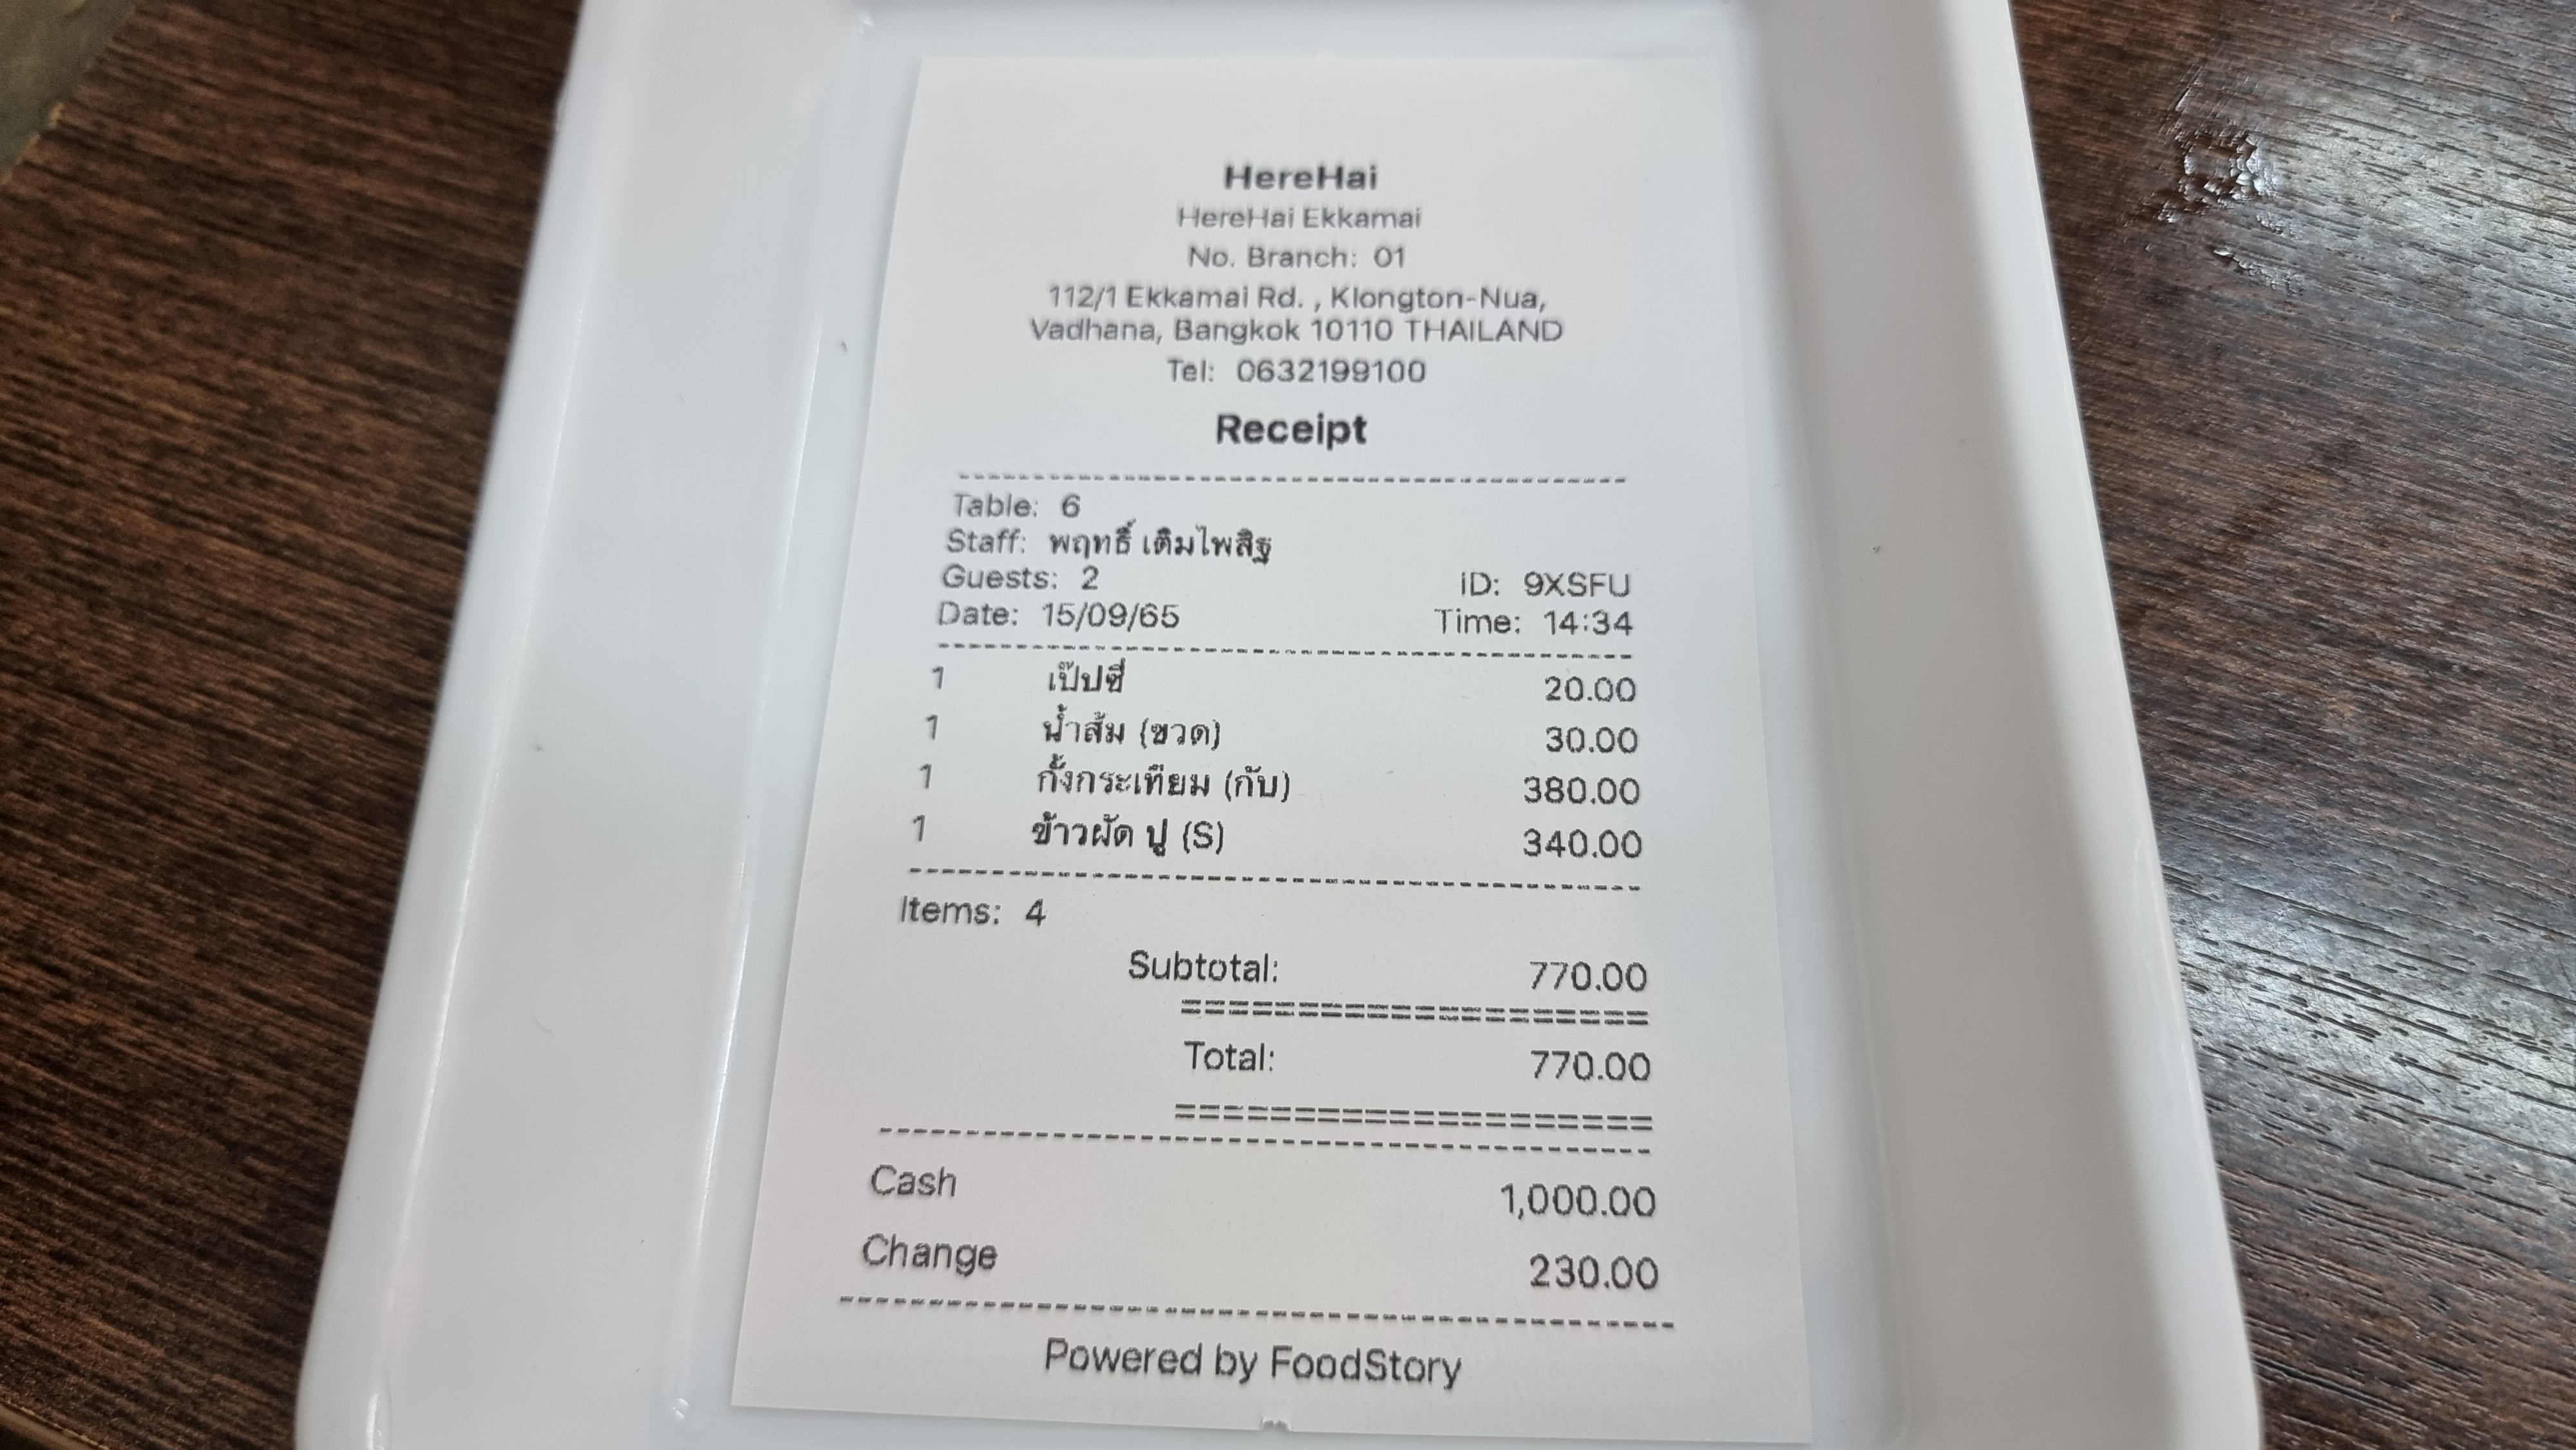 HereHai
HereHai Ekkamai
No. Branch: 01
112/1 Ekkamai Rd. , Klongton-Nua,
Vadhana, Bangkok 10110 THAILAND
Tel: 0632199100
Receipt
Table: 6
Staff: พฤทธิ์ เติมไพสิฐ
Guests: 2 ID: 9XSFU
Date: 15/09/65 Time: 14:34
1 เป๊ปซี่ 20.00
1 น้ำส้ม (ขวด) 30.00
1 กั้งกระเทียม (กับ) 380.00
1 ข้าวผัด ปู (S) 340.00
Items: 4
Subtotal: 770.00
Total: 770.00
Cash 1,000.00
Change 230.00
Powered by FoodStory